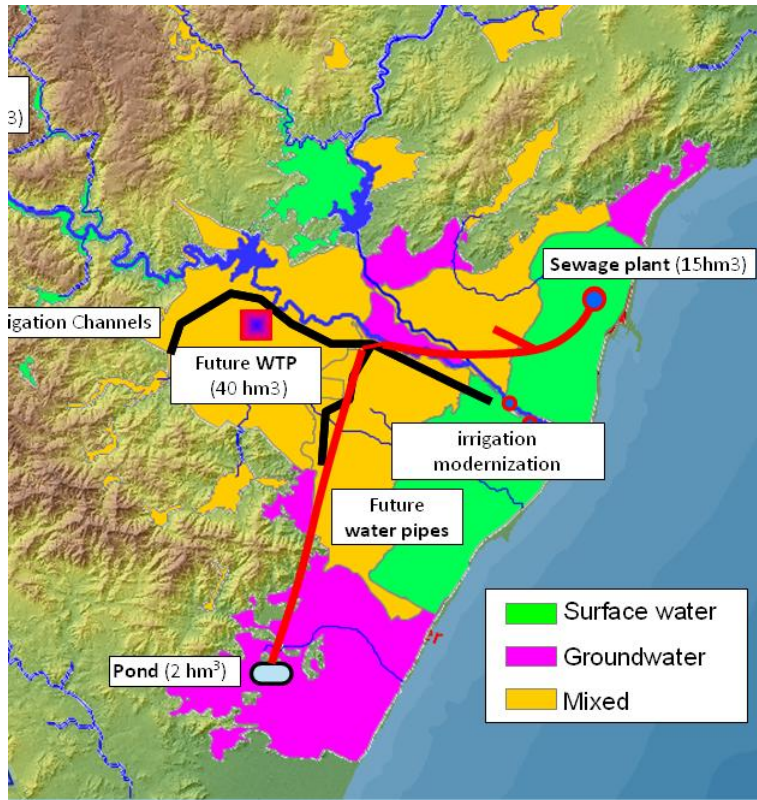 3)
Sewage plant (15hm3)
igation Channels
Future WTP
(40 hm3)
irrigation
modernization
Future
water pipes
Pond (2 hm³)
r
Surface water
Groundwater
Mixed